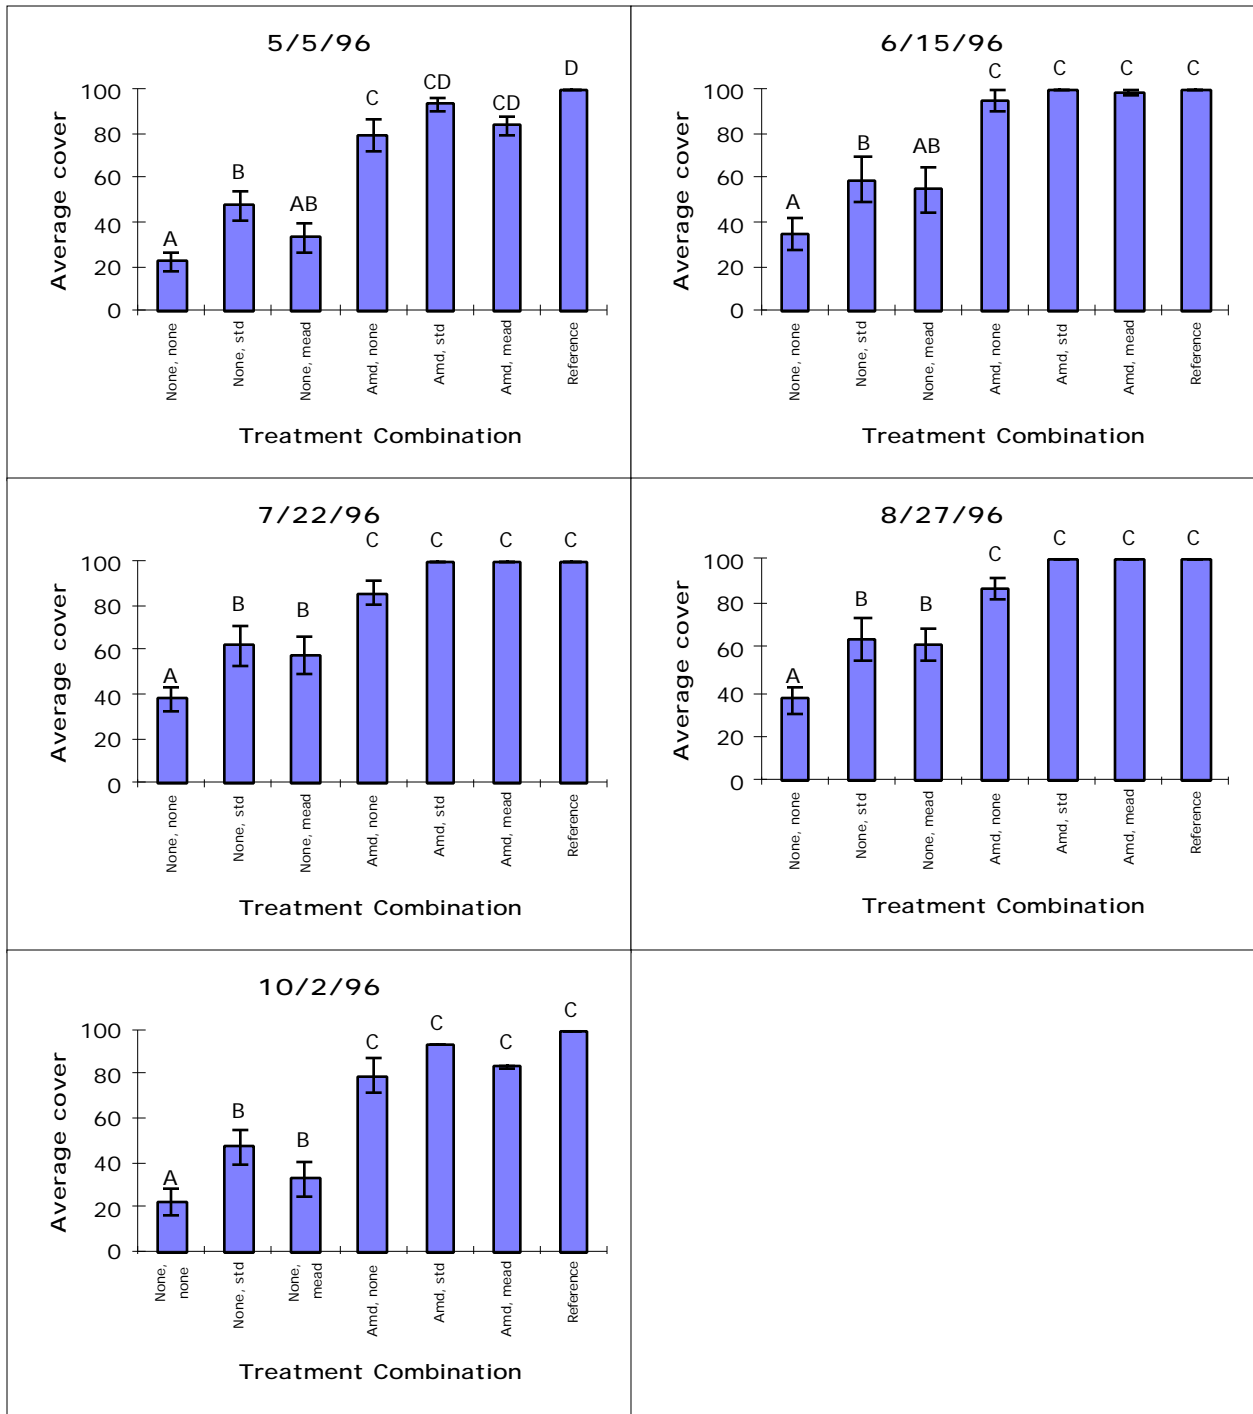 5/5/96
Average cover
100
80
60
40
20
0
A
B
AB
C
CD
CD
D
None, none
None, std
None, mead
Amd, none
Amd, std
Amd, mead
Reference
Treatment Combination
6/15/96
Average cover
100
80
60
40
20
0
A
B
AB
C
C
C
C
None, none
None, std
None, mead
Amd, none
Amd, std
Amd, mead
Reference
Treatment Combination
7/22/96
Average cover
100
80
60
40
20
0
A
B
B
C
C
C
C
None, none
None, std
None, mead
Amd, none
Amd, std
Amd, mead
Reference
Treatment Combination
8/27/96
Average cover
100
80
60
40
20
0
A
B
B
C
C
C
C
None, none
None, std
None, mead
Amd, none
Amd, std
Amd, mead
Reference
Treatment Combination
10/2/96
Average cover
100
80
60
40
20
0
A
B
B
C
C
C
C
None,
none
None, std
None,
mead
Amd, none
Amd, std
Amd, mead
Reference
Treatment Combination